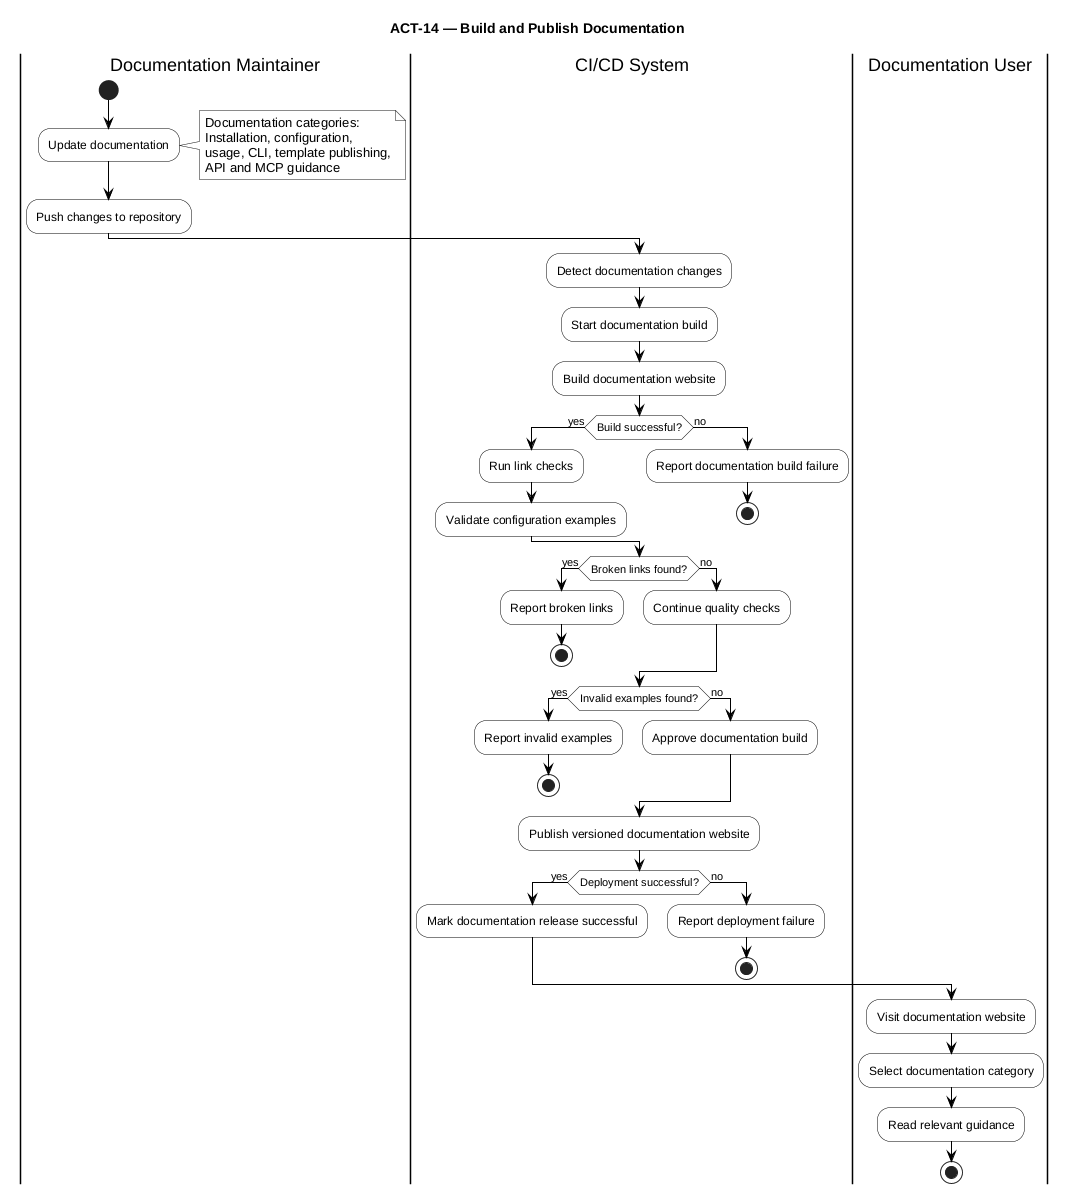 ACT-14 — Build and Publish Documentation
Documentation Maintainer
CI/CD System
Documentation User
Update documentation
Documentation categories:
Installation, configuration,
usage, CLI, template publishing,
API and MCP guidance
Push changes to repository
Detect documentation changes
Start documentation build
Build documentation website
yes
Build successful?
no
Run link checks
Report documentation build failure
Validate configuration examples
yes
Broken links found?
no
Report broken links
Continue quality checks
yes
Invalid examples found?
no
Report invalid examples
Approve documentation build
Publish versioned documentation website
yes
Deployment successful?
no
Mark documentation release successful
Report deployment failure
Visit documentation website
Select documentation category
Read relevant guidance